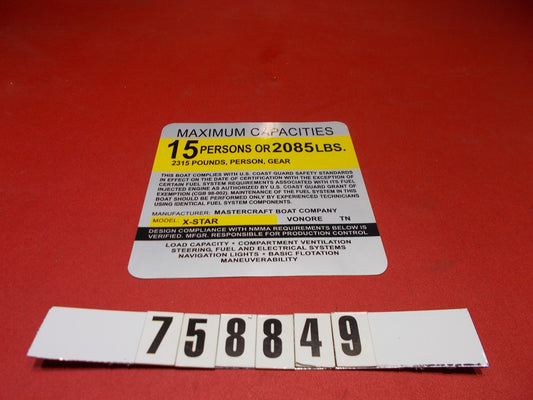 MAXIMUM CAPACITIES
15 PERSONS OR 2085 LBS.
2315 POUNDS, PERSON, GEAR
THIS BOAT COMPLIES WITH U.S. COAST GUARD SAFETY STANDARDS
IN EFFECT ON THE DATE OF CERTIFICATION WITH THE EXCEPTION OF
CERTAIN FUEL SYSTEM REQUIREMENTS ASSOCIATED WITH ITS FUEL
INJECTED ENGINE AS AUTHORIZED BY U.S. COAST GUARD GRANT OF
EXEMPTION (CGB 98-002). MAINTENANCE OF THE FUEL SYSTEM IN THIS
BOAT SHOULD BE PERFORMED ONLY BY EXPERIENCED TECHNICIANS
USING IDENTICAL FUEL SYSTEM COMPONENTS.
MANUFACTURER: MASTERCRAFT BOAT COMPANY
MODEL: X-STAR VONORE TN
DESIGN COMPLIANCE WITH NMMA REQUIREMENTS BELOW IS
VERIFIED. MFGR. RESPONSIBLE FOR PRODUCTION CONTROL
LOAD CAPACITY • COMPARTMENT VENTILATION
STEERING, FUEL AND ELECTRICAL SYSTEMS
NAVIGATION LIGHTS • BASIC FLOTATION
MANEUVERABILITY
758849